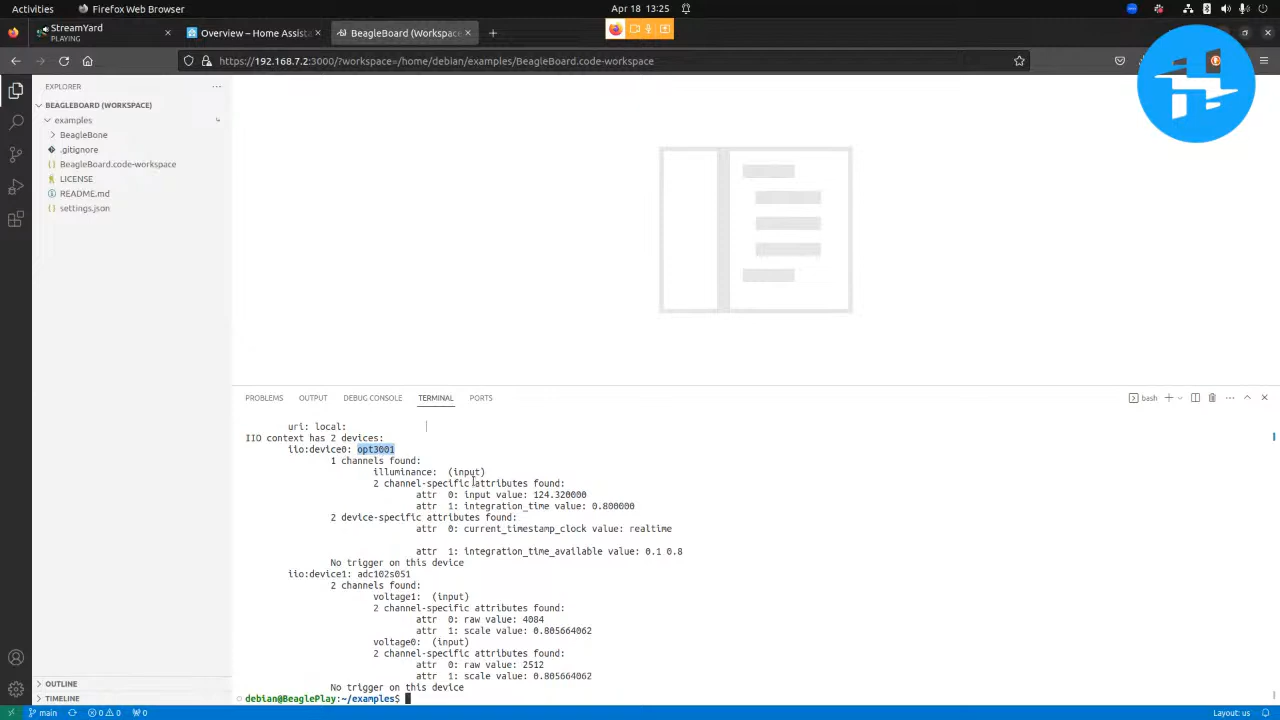 Activities
Firefox Web Browser
Apr 18 13:25
StreamYard
PLAYING
Overview – Home Assist
BeagleBoard (Workspace
https://192.168.7.2:3000/?workspace=/home/debian/examples/BeagleBoard.code-workspace
EXPLORER
BEAGLEBOARD (WORKSPACE)
examples
BeagleBone
.gitignore
BeagleBoard.code-workspace
LICENSE
README.md
settings.json
OUTLINE
TIMELINE
PROBLEMS OUTPUT DEBUG CONSOLE TERMINAL PORTS
bash
uri: local:
IIO context has 2 devices:
iio:device0: opt3001
1 channels found:
illuminance: (input)
2 channel-specific attributes found:
attr 0: input value: 124.320000
attr 1: integration_time value: 0.800000
2 device-specific attributes found:
attr 0: current_timestamp_clock value: realtime
attr 1: integration_time_available value: 0.1 0.8
No trigger on this device
iio:device1: adc102s051
2 channels found:
voltage1: (input)
2 channel-specific attributes found:
attr 0: raw value: 4084
attr 1: scale value: 0.805664062
voltage0: (input)
2 channel-specific attributes found:
attr 0: raw value: 2512
attr 1: scale value: 0.805664062
No trigger on this device
debian@BeaglePlay:~/examples$
main
0 0
0
Layout: us